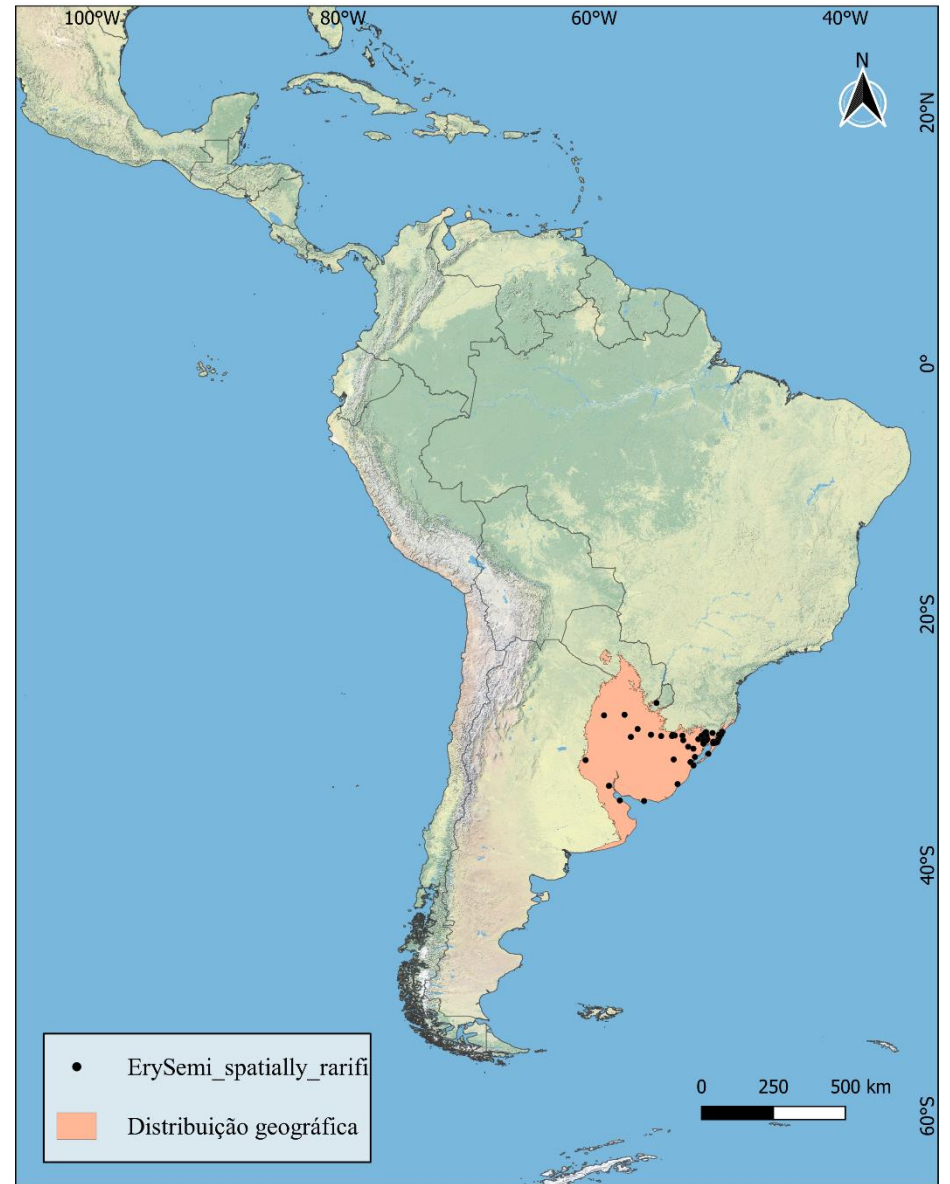 100°W 80°W 60°W 40°W
N
20°N
0°
20°S
40°S
60°S
ErySemi_spatially_rarifi
Distribuição geográfica
0 250 500 km